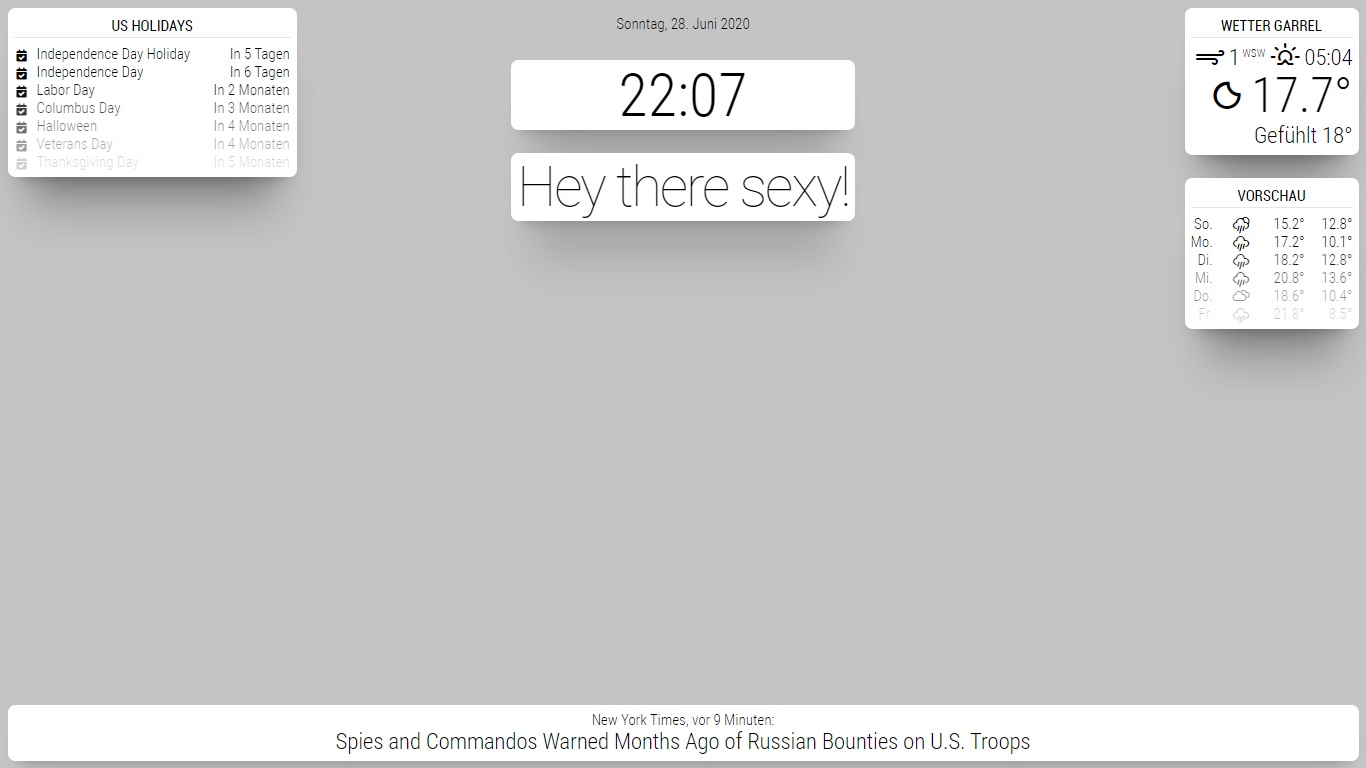 US HOLIDAYS
Independence Day Holiday In 5 Tagen
Independence Day In 6 Tagen
Labor Day In 2 Monaten
Columbus Day In 3 Monaten
Halloween In 4 Monaten
Veterans Day In 4 Monaten
Thanksgiving Day In 5 Monaten
Sonntag, 28. Juni 2020
22:07
Hey there sexy!
WETTER GARREL
1 WSW 05:04
17.7°
Gefühlt 18°
VORSCHAU
So. 15.2° 12.8°
Mo. 17.2° 10.1°
Di. 18.2° 12.8°
Mi. 20.8° 13.6°
Do. 18.6° 10.4°
Fr. 21.8° 8.5°
New York Times, vor 9 Minuten:
Spies and Commandos Warned Months Ago of Russian Bounties on U.S. Troops